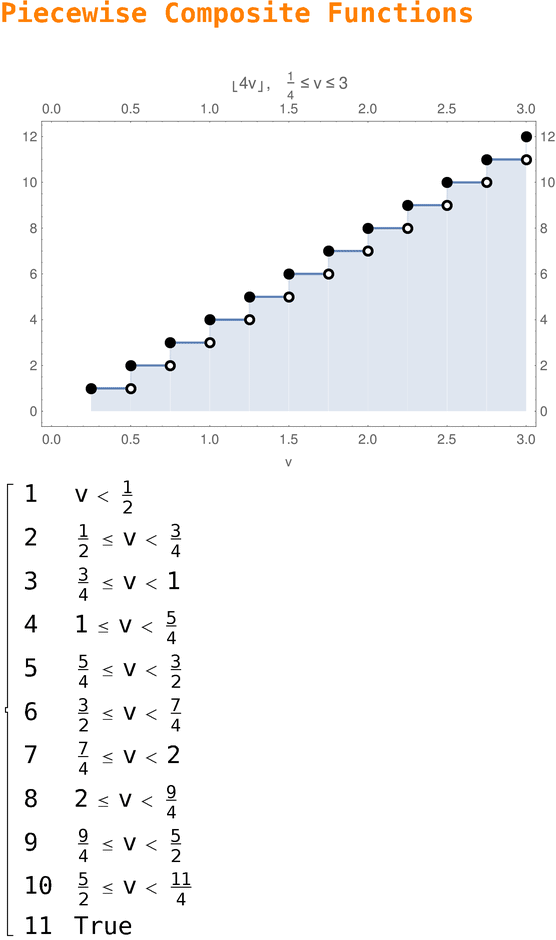 Piecewise Composite Functions
⌊4v⌋, 1/4 ≤ v ≤ 3
0.0 0.5 1.0 1.5 2.0 2.5 3.0
12 12
10 10
8 8
6 6
4 4
2 2
0 0
0.0 0.5 1.0 1.5 2.0 2.5 3.0
v
1 v < 1/2
2 1/2 ≤ v < 3/4
3 3/4 ≤ v < 1
4 1 ≤ v < 5/4
5 5/4 ≤ v < 3/2
6 3/2 ≤ v < 7/4
7 7/4 ≤ v < 2
8 2 ≤ v < 9/4
9 9/4 ≤ v < 5/2
10 5/2 ≤ v < 11/4
11 True